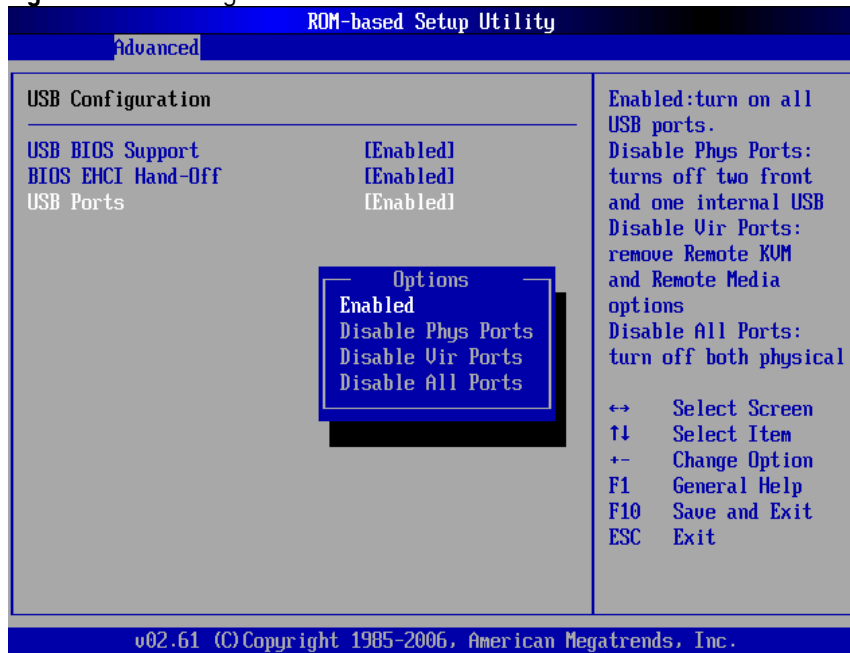 ROM-based Setup Utility
Advanced
USB Configuration
USB BIOS Support [Enabled]
BIOS EHCI Hand-Off [Enabled]
USB Ports [Enabled]
Options
Enabled
Disable Phys Ports
Disable Vir Ports
Disable All Ports
Enabled:turn on all
USB ports.
Disable Phys Ports:
turns off two front
and one internal USB
Disable Vir Ports:
remove Remote KVM
and Remote Media
options
Disable All Ports:
turn off both physical
↔ Select Screen
↑↓ Select Item
+- Change Option
F1 General Help
F10 Save and Exit
ESC Exit
v02.61 (C)Copyright 1985-2006, American Megatrends, Inc.